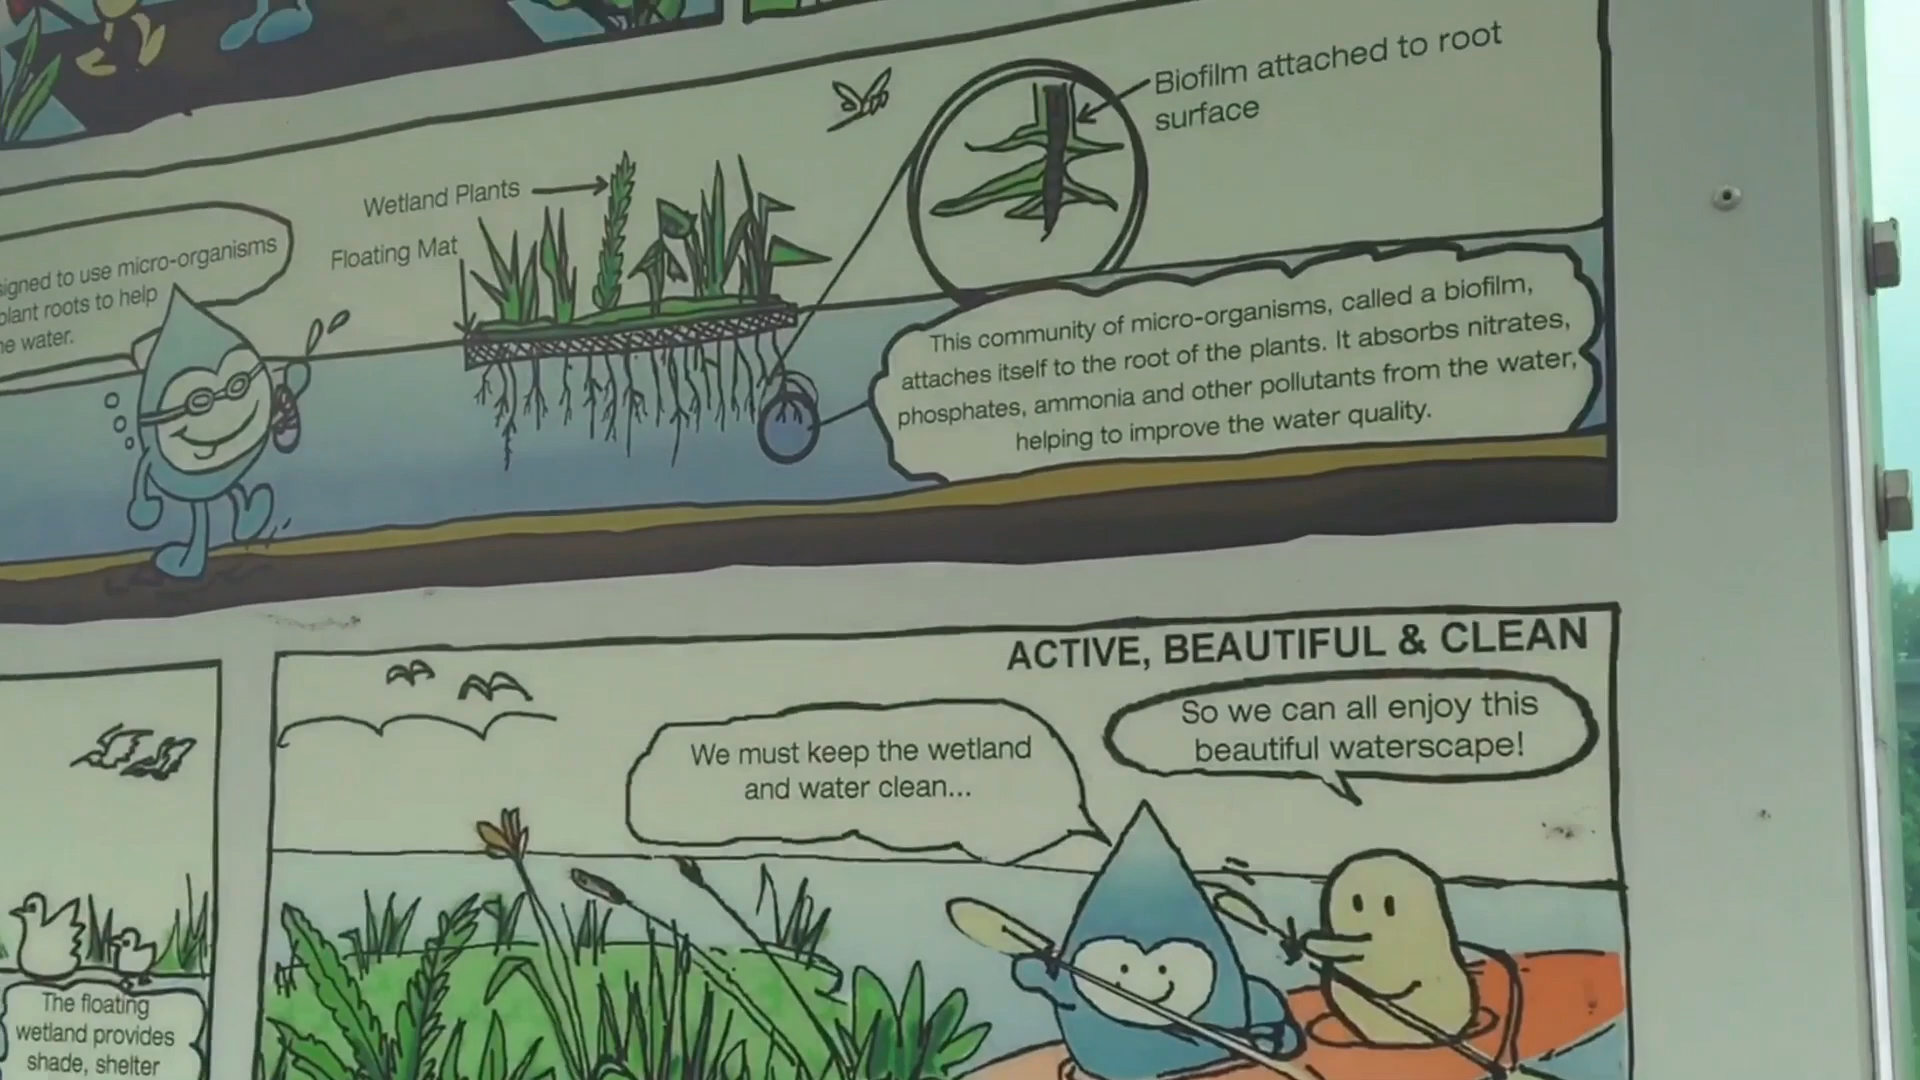 Biofilm attached to root
surface
Wetland Plants
Floating Mat
to use micro-organisms
plant roots to help
water.
This community of micro-organisms, called a biofilm,
attaches itself to the root of the plants. It absorbs nitrates,
phosphates, ammonia and other pollutants from the water,
helping to improve the water quality.
ACTIVE, BEAUTIFUL & CLEAN
We must keep the wetland
and water clean...
So we can all enjoy this
beautiful waterscape!
The floating
wetland provides
shade, shelter